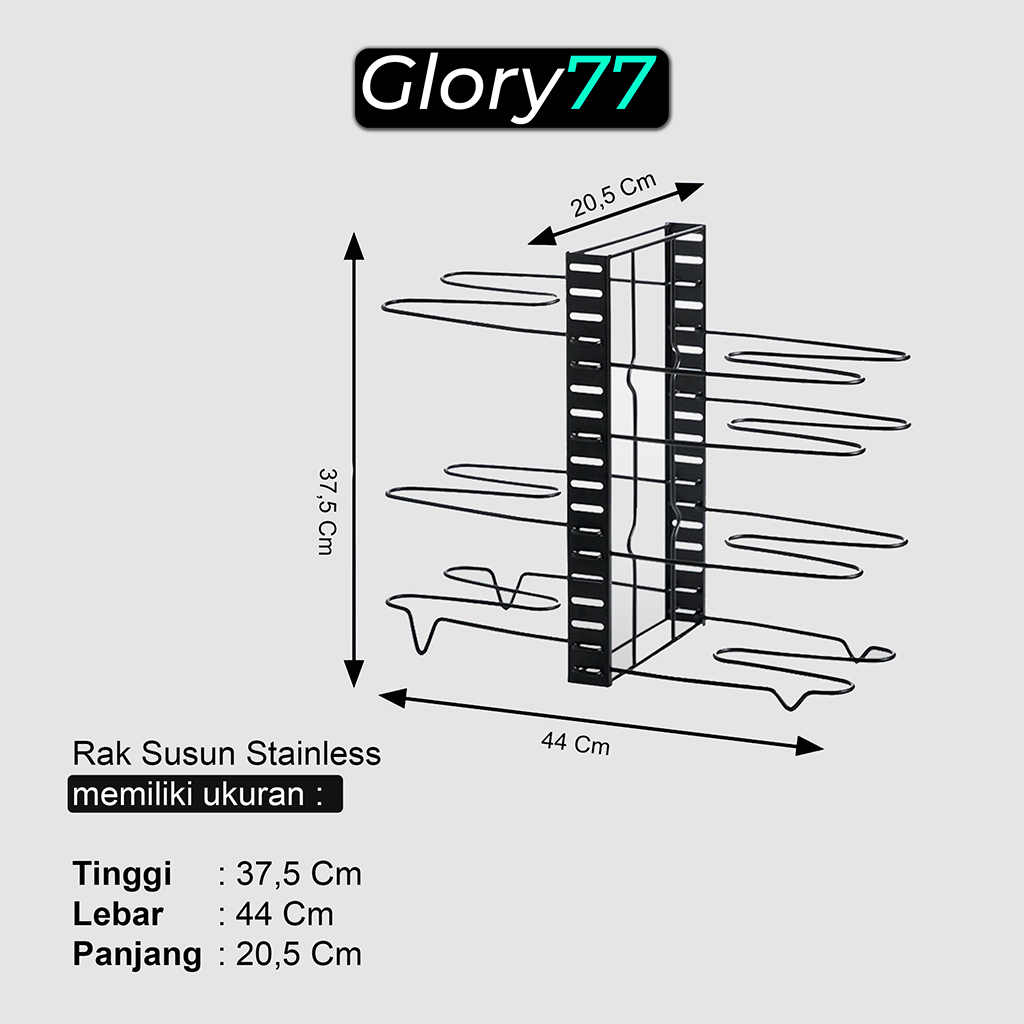 Glory77
20,5 Cm
37,5 Cm
44 Cm
Rak Susun Stainless
memiliki ukuran :
Tinggi : 37,5 Cm
Lebar : 44 Cm
Panjang : 20,5 Cm